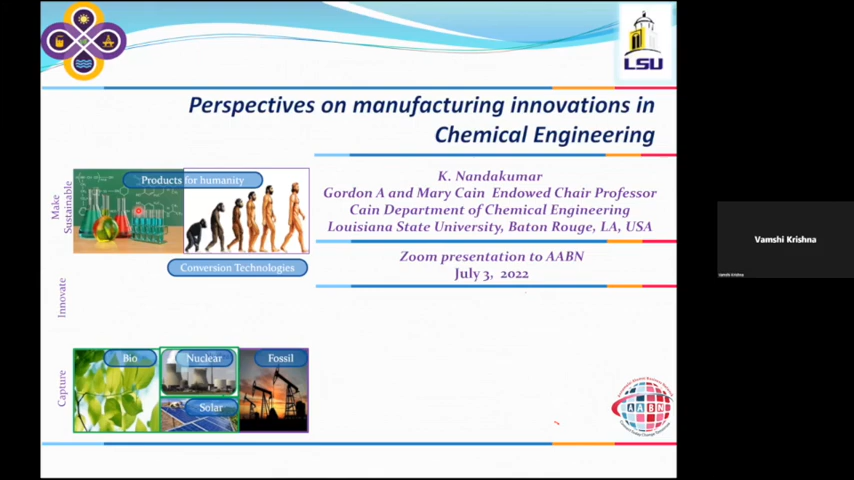 LSU
Perspectives on manufacturing innovations in
Chemical Engineering
K. Nandakumar
Gordon A and Mary Cain Endowed Chair Professor
Cain Department of Chemical Engineering
Louisiana State University, Baton Rouge, LA, USA
Zoom presentation to AABN
July 3, 2022
Make
Sustainable
Products for humanity
Conversion Technologies
Innovate
Capture
Bio
Nuclear
Fossil
Solar
AABN
Vamshi Krishna
Vamshi Krishna